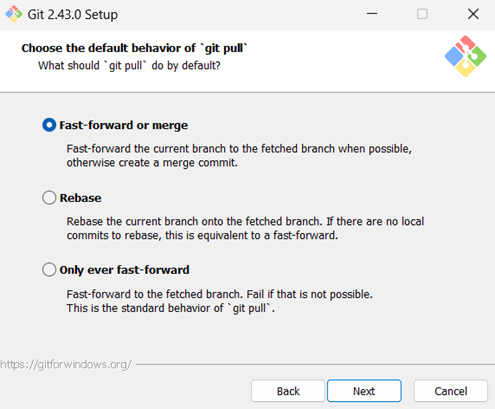 Git 2.43.0 Setup
Choose the default behavior of `git pull`
What should `git pull` do by default?
Fast-forward or merge
Fast-forward the current branch to the fetched branch when possible,
otherwise create a merge commit.
Rebase
Rebase the current branch onto the fetched branch. If there are no local
commits to rebase, this is equivalent to a fast-forward.
Only ever fast-forward
Fast-forward to the fetched branch. Fail if that is not possible.
This is the standard behavior of `git pull`.
https://gitforwindows.org/
Back Next Cancel